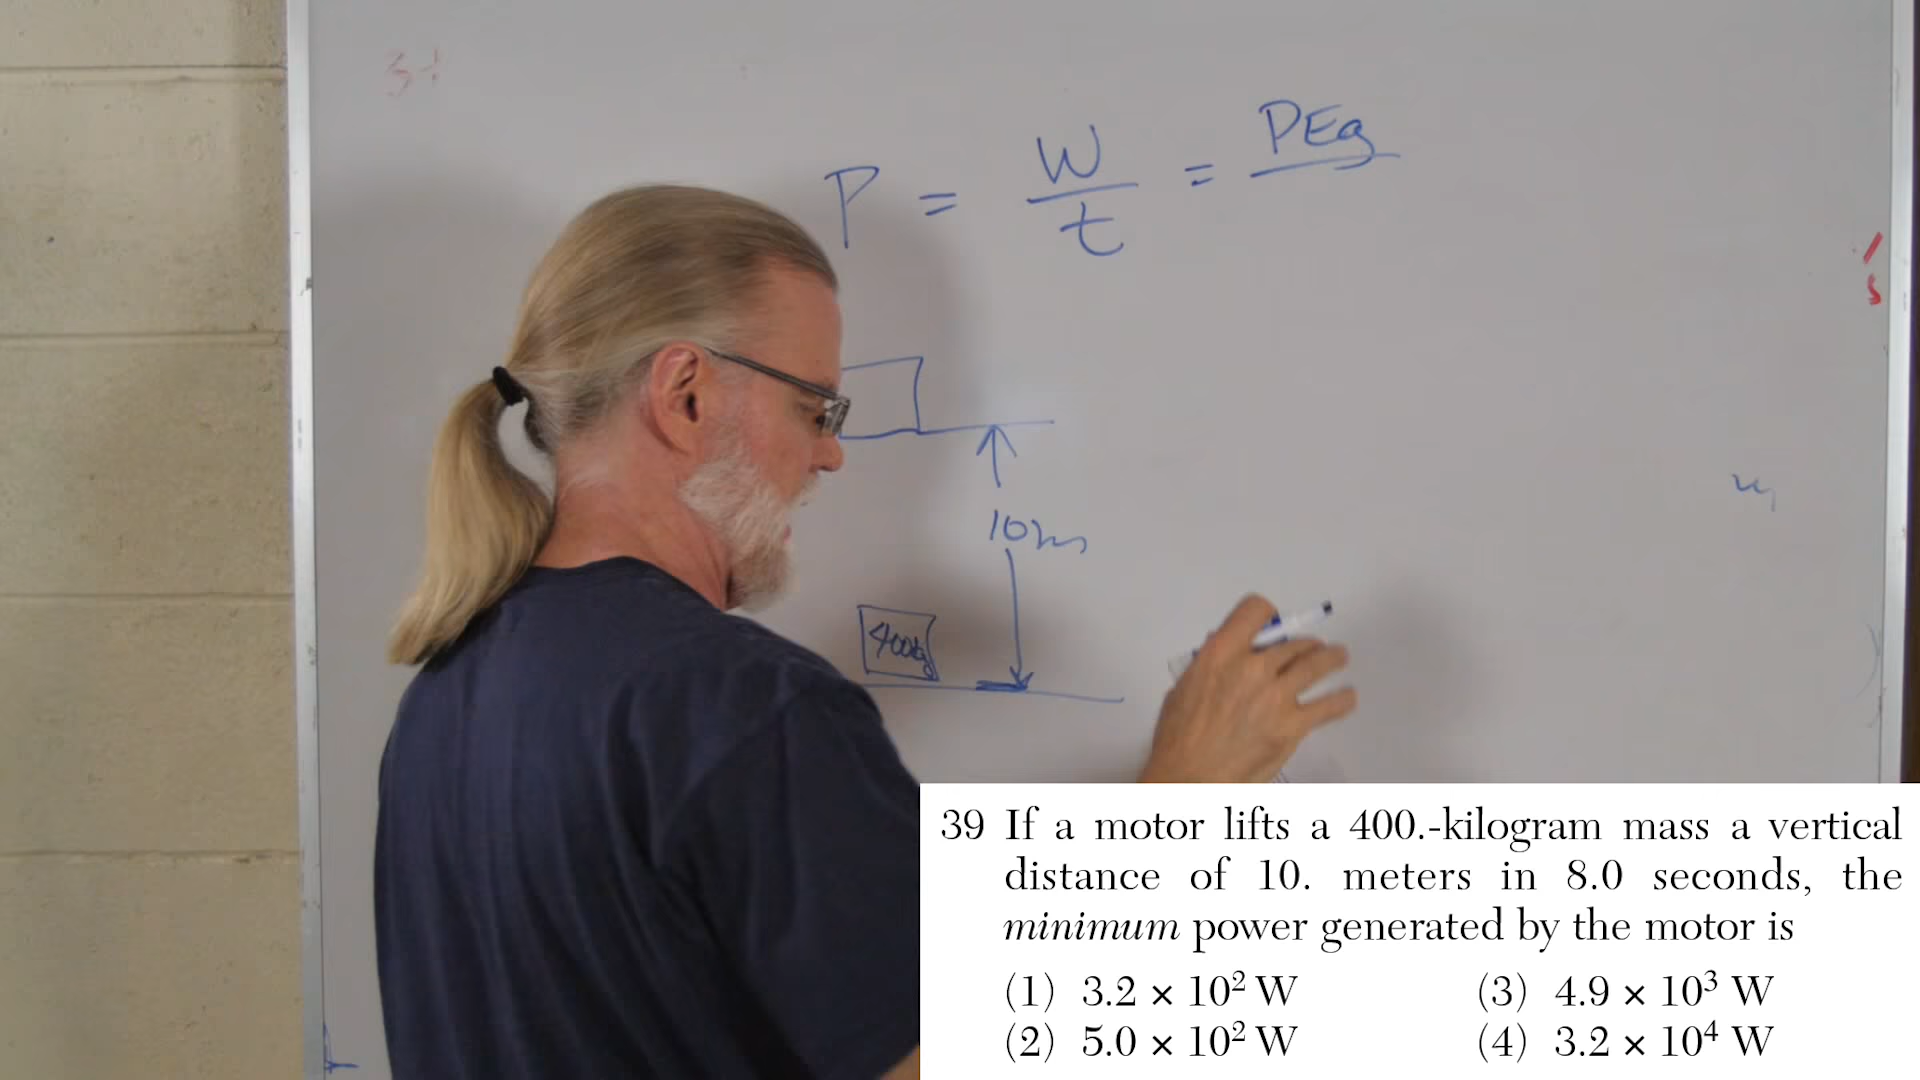 P = W/t = PEg
10m
400kg
39 If a motor lifts a 400.-kilogram mass a vertical
distance of 10. meters in 8.0 seconds, the
minimum power generated by the motor is
(1) 3.2 × 10² W (3) 4.9 × 10³ W
(2) 5.0 × 10² W (4) 3.2 × 10⁴ W